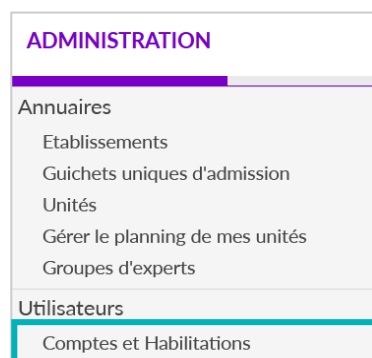 ADMINISTRATION
Annuaires
Etablissements
Guichets uniques d'admission
Unités
Gérer le planning de mes unités
Groupes d'experts
Utilisateurs
Comptes et Habilitations